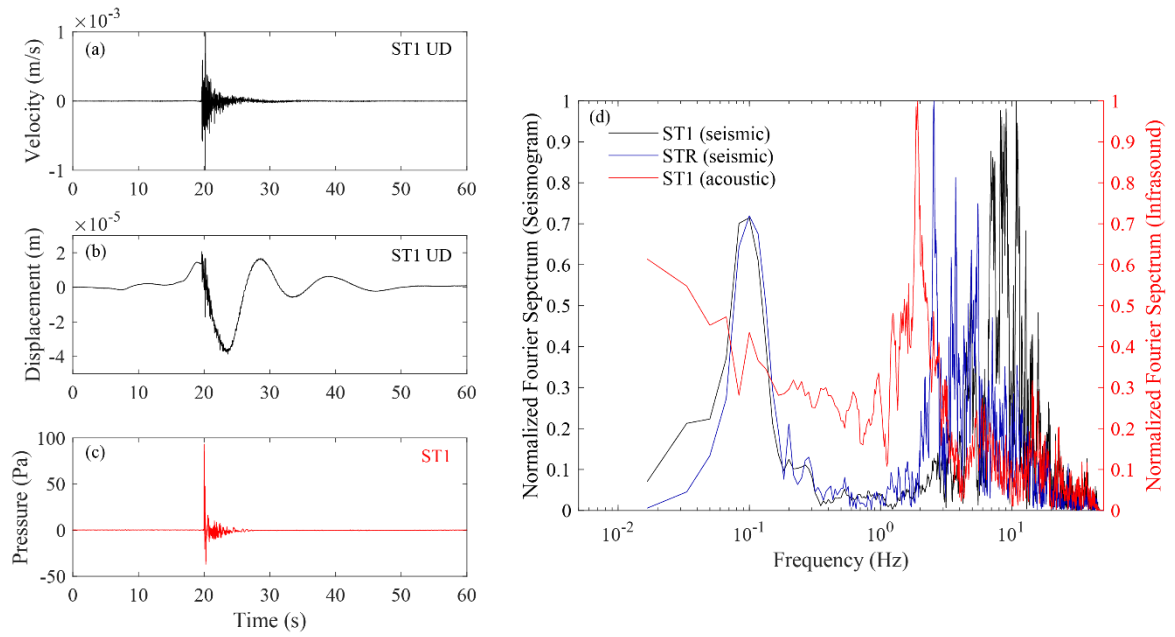 ×10⁻³
(a)
ST1 UD
Velocity (m/s)
1
0
-1
0 10 20 30 40 50 60
×10⁻⁵
(b)
ST1 UD
Displacement (m)
2
0
-2
-4
0 10 20 30 40 50 60
(c)
ST1
Pressure (Pa)
100
50
0
-50
0 10 20 30 40 50 60
Time (s)
(d)
ST1 (seismic)
STR (seismic)
ST1 (acoustic)
Normalized Fourier Sepctrum (Seismogram)
1
0.9
0.8
0.7
0.6
0.5
0.4
0.3
0.2
0.1
0
10⁻² 10⁻¹ 10⁰ 10¹
Frequency (Hz)
1
0.9
0.8
0.7
0.6
0.5
0.4
0.3
0.2
0.1
0
Normalized Fourier Sepctrum (Infrasound)